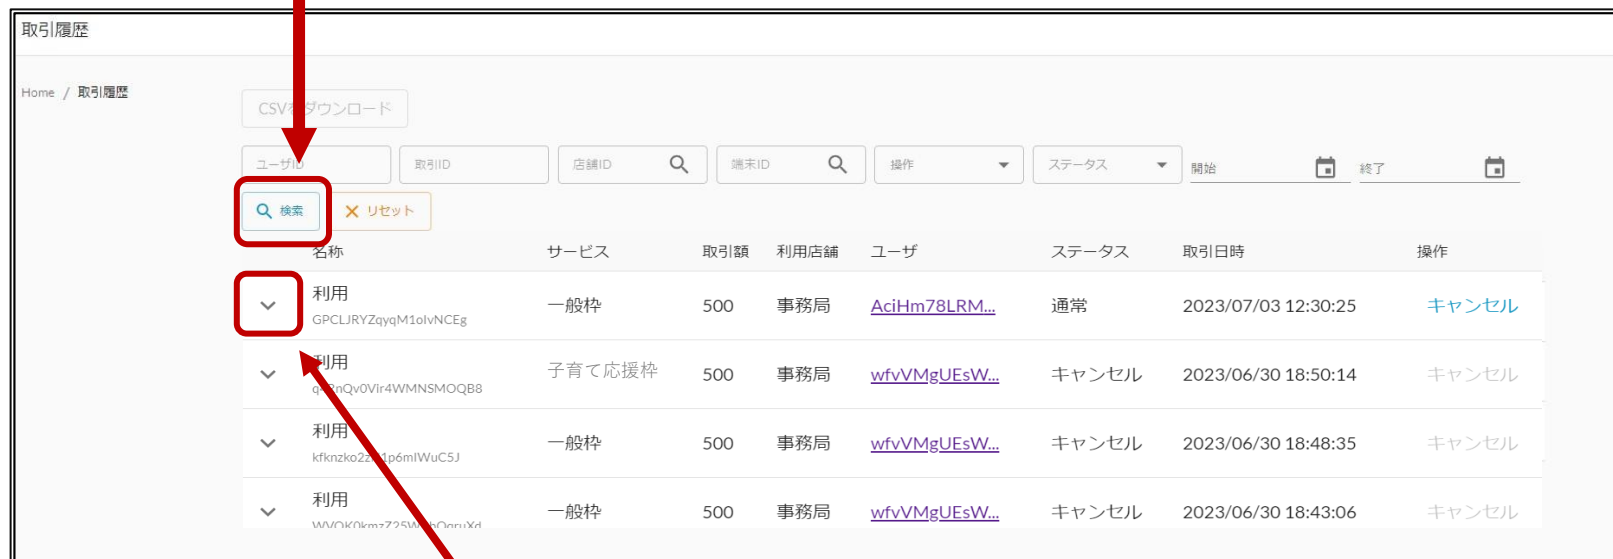 取引履歴
Home / 取引履歴
CSVをダウンロード
ユーザID 取引ID 店舗ID 端末ID 操作 ステータス 開始 終了
検索 リセット
名称 サービス 取引額 利用店舗 ユーザ ステータス 取引日時 操作
利用 一般枠 500 事務局 AciHm78LRM... 通常 2023/07/03 12:30:25 キャンセル
GPCLJRYZqyqM1oIvNCEg
利用 子育て応援枠 500 事務局 wfvVMgUEsW... キャンセル 2023/06/30 18:50:14 キャンセル
利用 一般枠 500 事務局 wfvVMgUEsW... キャンセル 2023/06/30 18:48:35 キャンセル
利用 一般枠 500 事務局 wfvVMgUEsW... キャンセル 2023/06/30 18:43:06 キャンセル